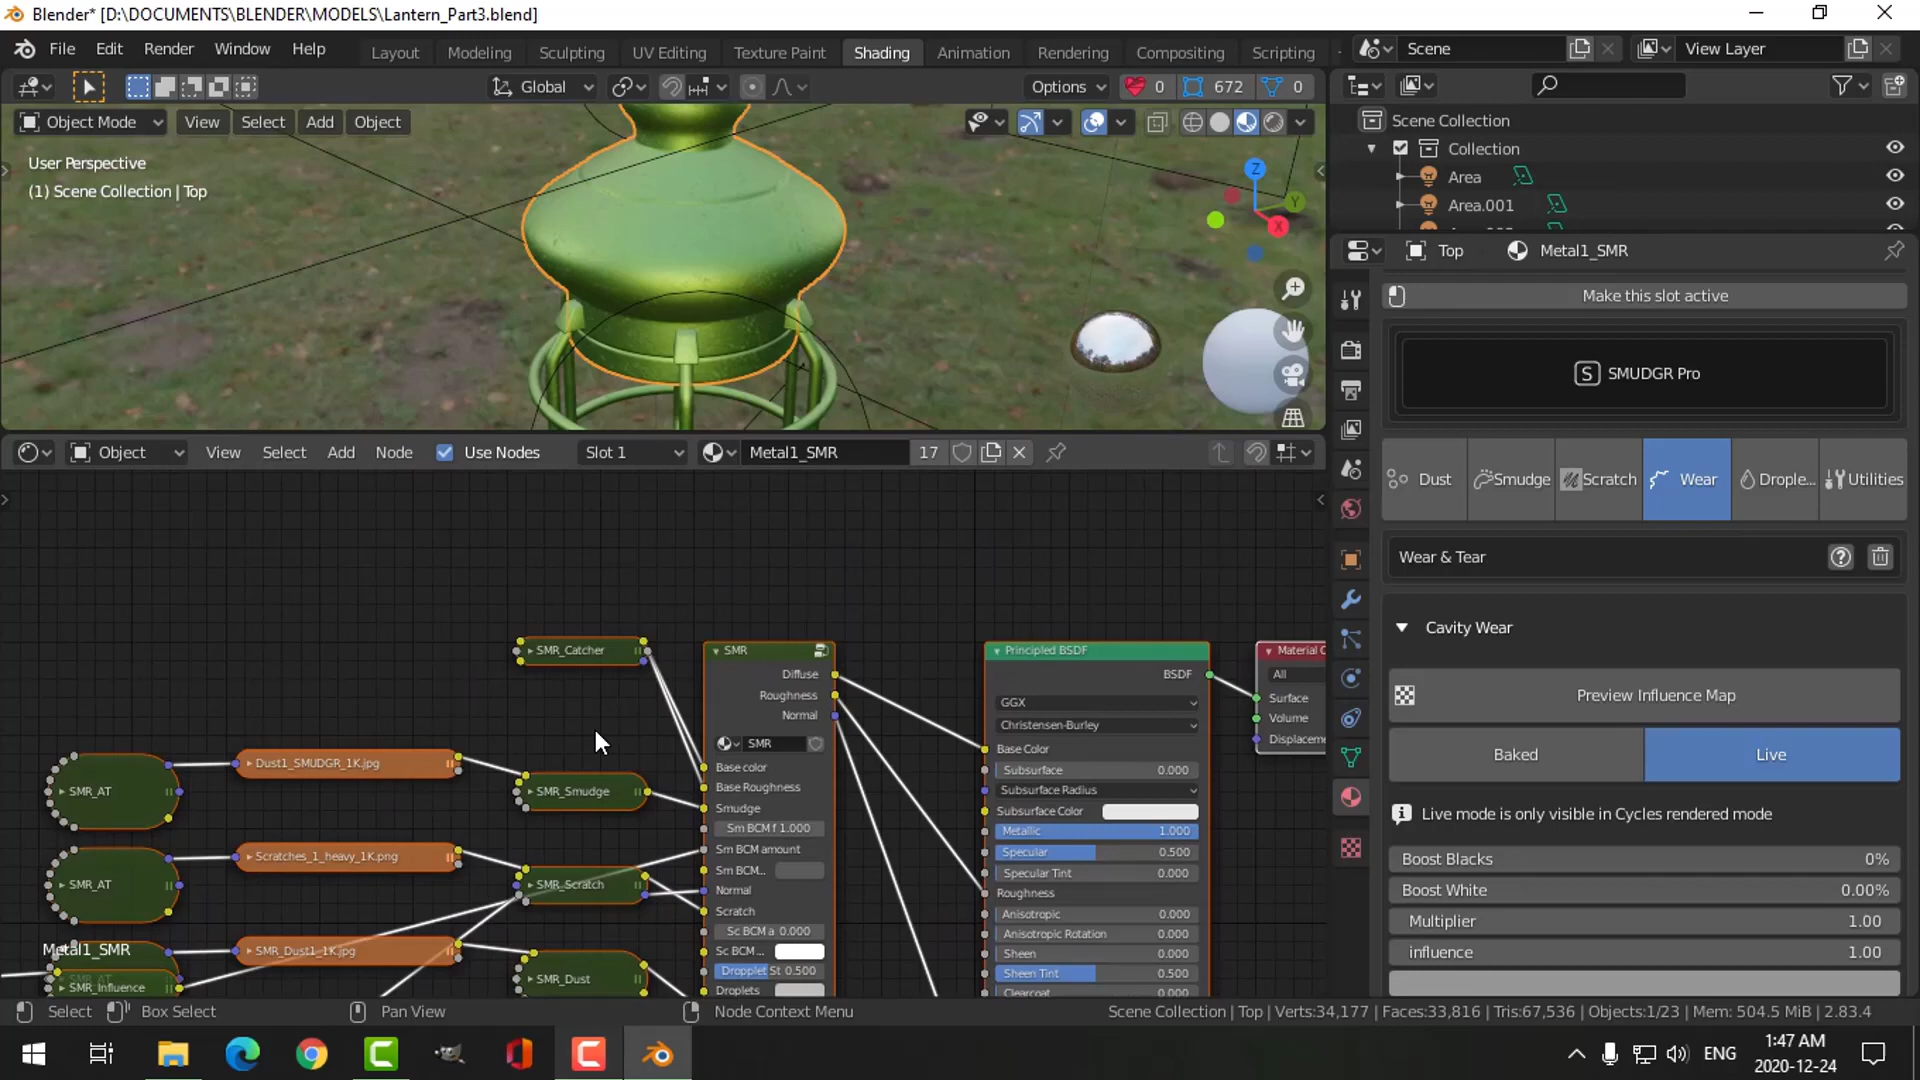 Blender* [D:\DOCUMENTS\BLENDER\MODELS\Lantern_Part3.blend]
File Edit Render Window Help
Layout Modeling Sculpting UV Editing Texture Paint Shading Animation Rendering Compositing Scripting
Scene
View Layer
Global
Options
0 672 0
Object Mode View Select Add Object
User Perspective
(1) Scene Collection | Top
Z
Y
X
Scene Collection
Collection
Area
Area.001
Top Metal1_SMR
Make this slot active
S SMUDGR Pro
Dust Smudge Scratch Wear Drople... Utilities
Wear & Tear
Cavity Wear
Preview Influence Map
Baked Live
Live mode is only visible in Cycles rendered mode
Boost Blacks 0%
Boost White 0.00%
Multiplier 1.00
influence 1.00
Object View Select Add Node Use Nodes Slot 1 Metal1_SMR 17
SMR_Catcher
SMR_AT
Dust1_SMUDGR_1K.jpg
SMR_Smudge
SMR_AT
Scratches_1_heavy_1K.png
SMR_Scratch
Metal1_SMR
SMR_AT
SMR_Dust1_1K.jpg
SMR_Influence
SMR_Dust
SMR
Diffuse
Roughness
Normal
SMR
Base color
Base Roughness
Smudge
Sm BCM f 1.000
Sm BCM amount
Sm BCM...
Normal
Scratch
Sc BCM a 0.000
Sc BCM...
Dropplet St 0.500
Droplets
Principled BSDF
BSDF
GGX
Christensen-Burley
Base Color
Subsurface 0.000
Subsurface Radius
Subsurface Color
Metallic 1.000
Specular 0.500
Specular Tint 0.000
Roughness
Anisotropic 0.000
Anisotropic Rotation 0.000
Sheen 0.000
Sheen Tint 0.500
Clearcoat 0.000
Material O
All
Surface
Volume
Displaceme
Select Box Select Pan View Node Context Menu
Scene Collection | Top | Verts:34,177 | Faces:33,816 | Tris:67,536 | Objects:1/23 | Mem: 504.5 MiB | 2.83.4
ENG
1:47 AM
2020-12-24